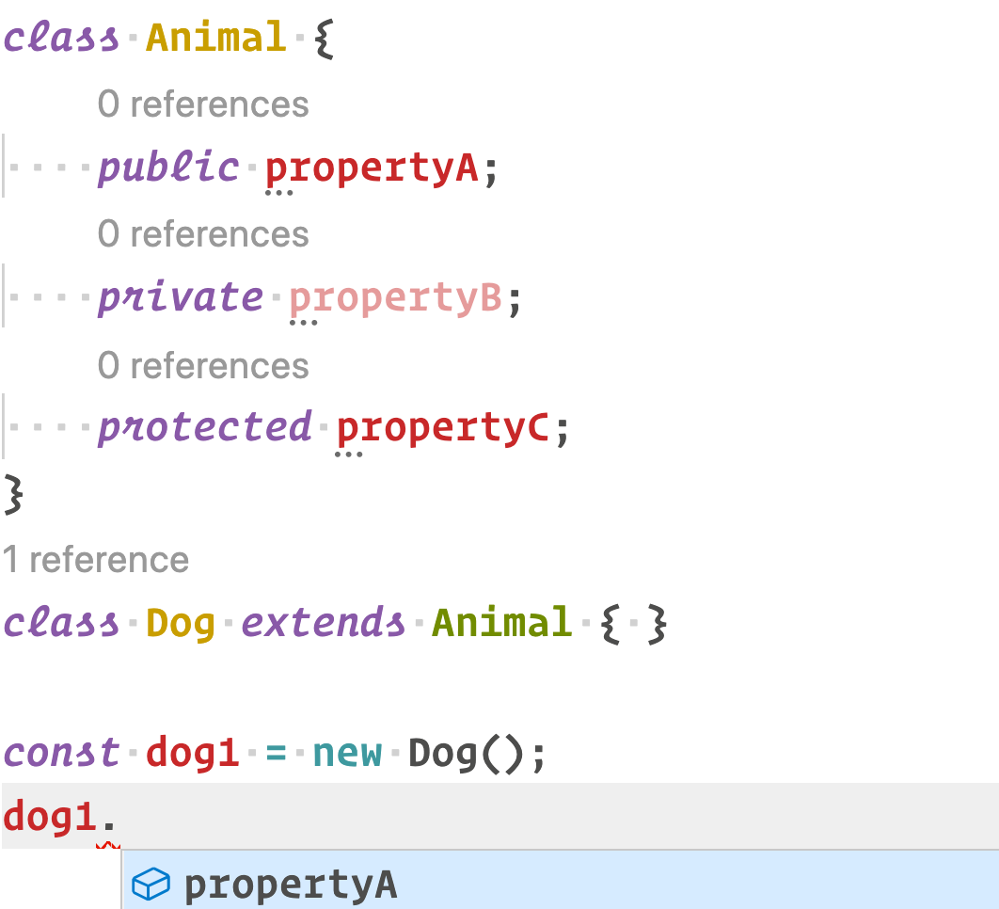 class Animal {
0 references
public propertyA;
0 references
private propertyB;
0 references
protected propertyC;
}
1 reference
class Dog extends Animal { }
const dog1 = new Dog();
dog1.
propertyA